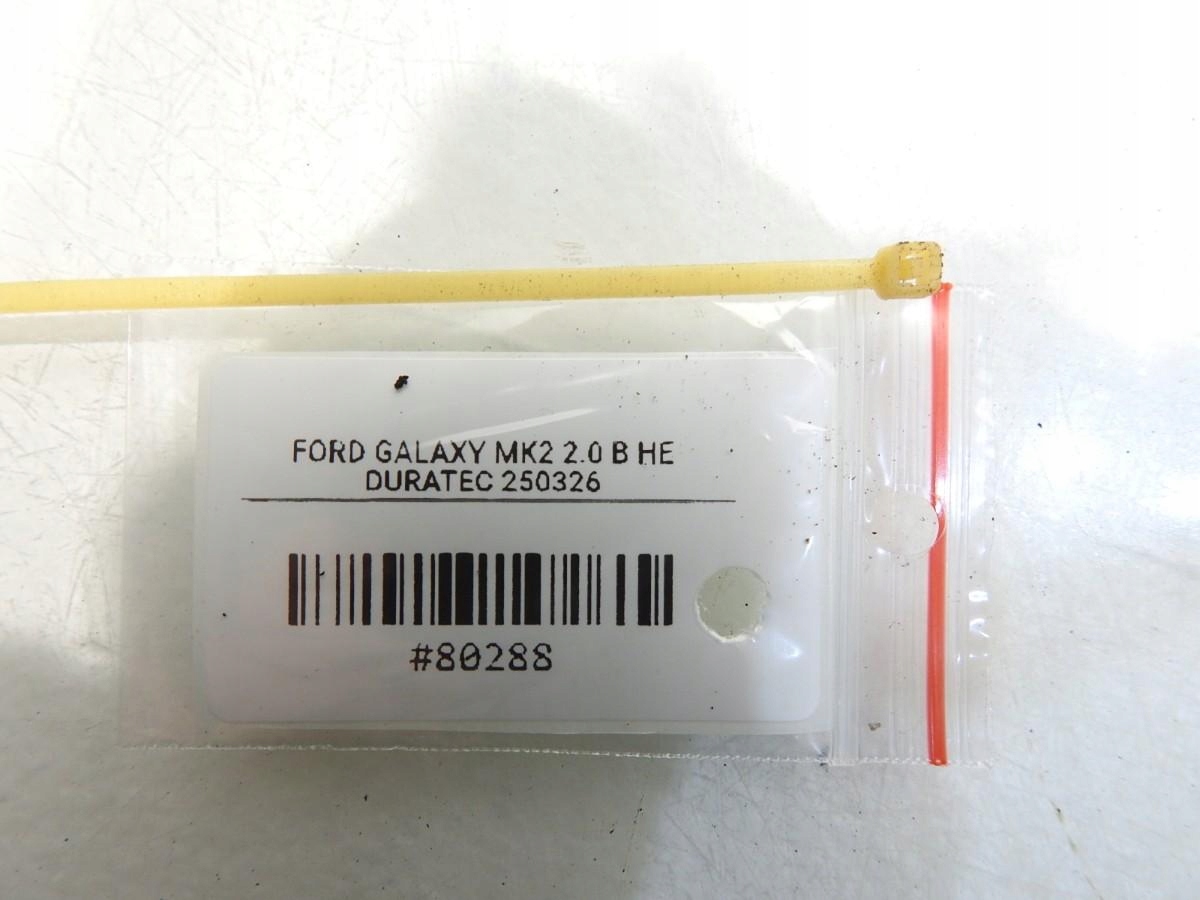 FORD GALAXY MK2 2.0 B HE
DURATEC 250326
#80288